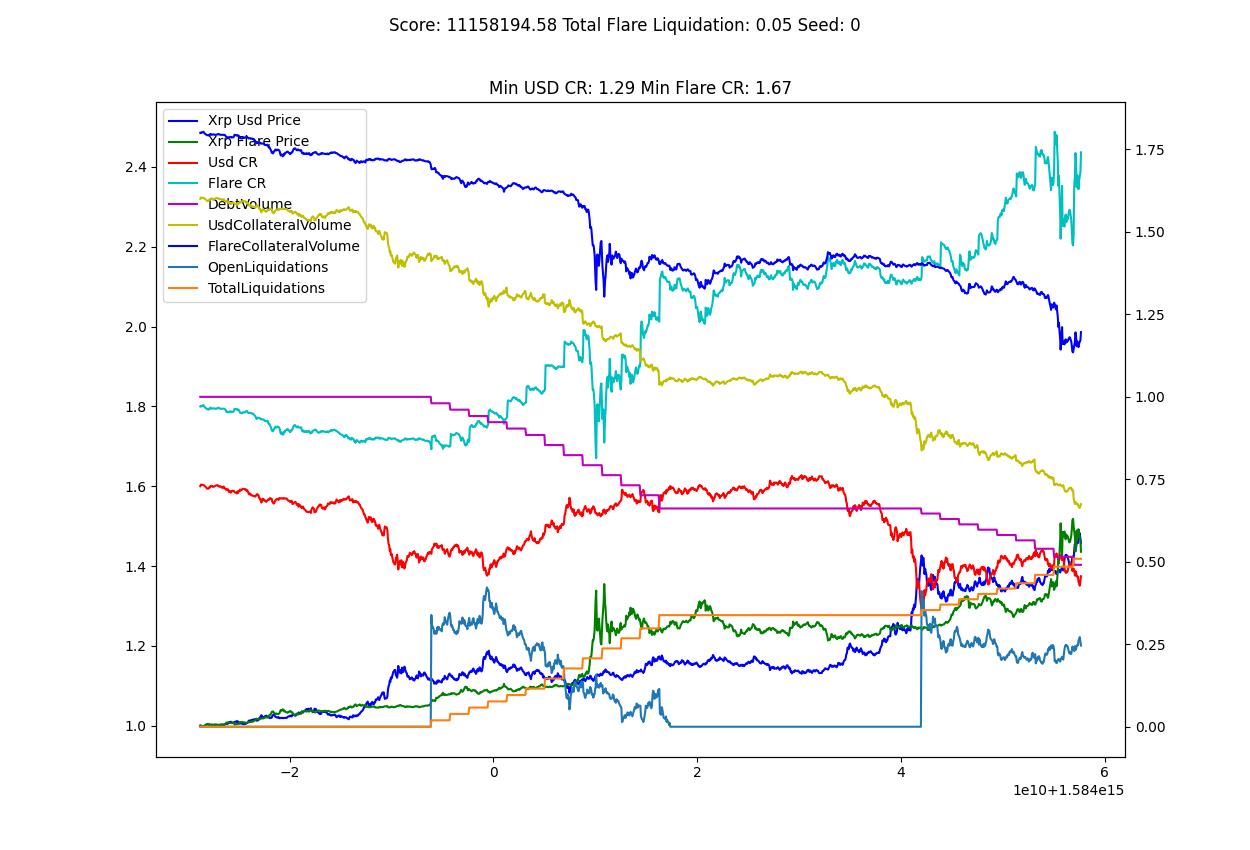 Score: 11158194.58 Total Flare Liquidation: 0.05 Seed: 0
Min USD CR: 1.29 Min Flare CR: 1.67
Xrp Usd Price
Xrp Flare Price
Usd CR
Flare CR
DebtVolume
UsdCollateralVolume
FlareCollateralVolume
OpenLiquidations
TotalLiquidations
2.4
2.2
2.0
1.8
1.6
1.4
1.2
1.0
1.75
1.50
1.25
1.00
0.75
0.50
0.25
0.00
−2
0
2
4
6
1e10+1.584e15